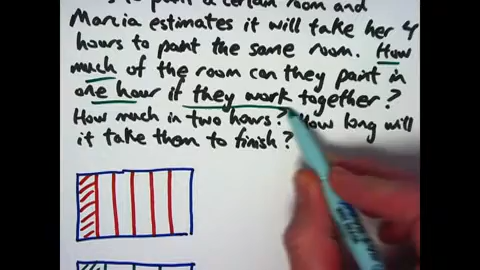 to paint a certain room and
Marcia estimates it will take her 4
hours to paint the same room. How
much of the room can they paint in
one hour if they work together?
How much in two hours? How long will
it take them to finish?